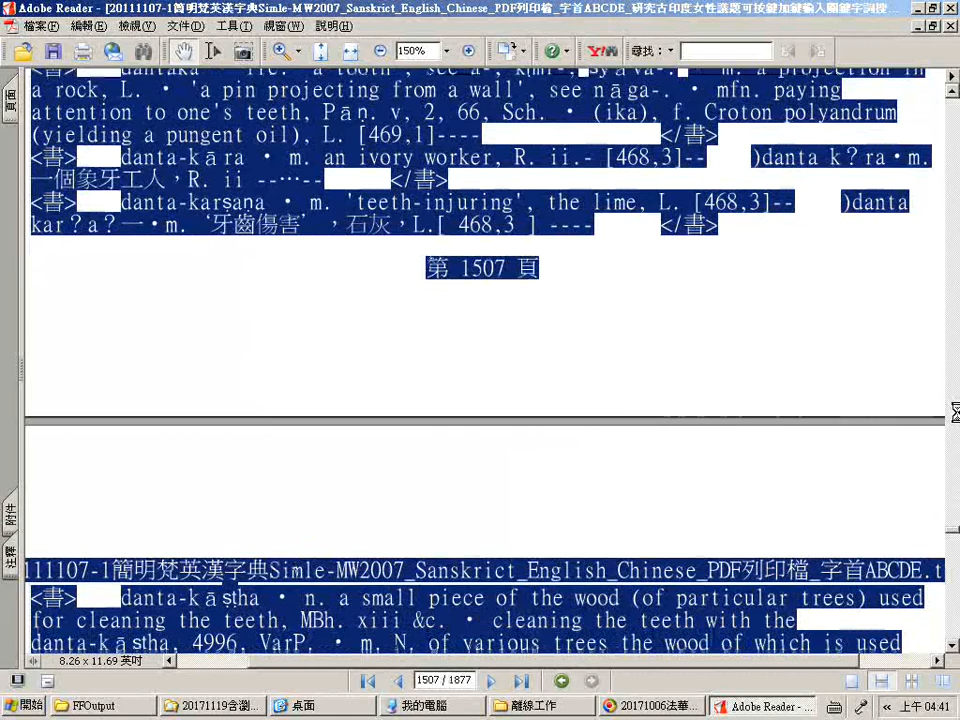 Adobe Reader - [20111107-1簡明梵英漢字典Simle-MW2007_Sanskrict_English_Chinese_PDF列印檔_字首ABCDE_研究古印度女性議題可按鍵加鍵輸入關鍵字詞搜...
檔案(F) 編輯(E) 檢視(V) 文件(D) 工具(T) 視窗(W) 說明(H)
150% Y! 尋找：
頁面
<書> dantaka
a rock, L. • 'a pin projecting from a wall', see nāga-. • mfn. paying
attention to one's teeth, Pāṇ. v, 2, 66, Sch. • (ika), f. Croton polyandrum
(yielding a pungent oil), L. [469,1]---- </書>
<書> danta-kāra • m. an ivory worker, R. ii.- [468,3]-- )danta k？ra•m.
一個象牙工人，R. ii --…-- </書>
<書> danta-karṣaṇa • m. 'teeth-injuring', the lime, L. [468,3]-- )danta
kar？a？一•m. ‘牙齒傷害’，石灰，L.[ 468,3 ] ---- </書>
第 1507 頁
附件
注釋
111107-1簡明梵英漢字典Simle-MW2007_Sanskrict_English_Chinese_PDF列印檔_字首ABCDE.t
<書> danta-kāṣṭha • n. a small piece of the wood (of particular trees) used
for cleaning the teeth, MBh. xiii &c. • cleaning the teeth with the
danta-kāṣtha, 4996, VarP. • m. N. of various trees the wood of which is used
8.26 x 11.69 英吋
1507 / 1877
開始 FFOutput 20171119含瀏... 桌面 我的電腦 離線工作 20171006法華... Adobe Reader - [... 上午 04:41